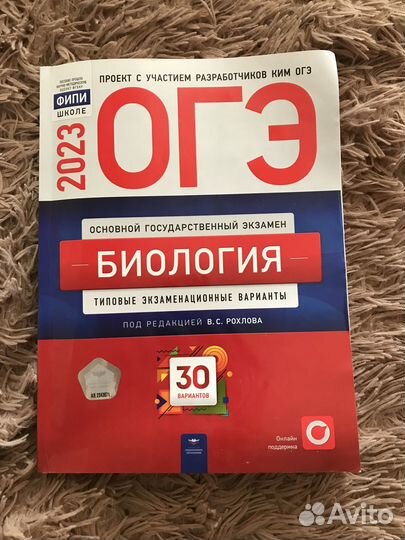 ПРОЕКТ С УЧАСТИЕМ РАЗРАБОТЧИКОВ КИМ ОГЭ
ФИПИ
ШКОЛЕ
2023
ОГЭ
ОСНОВНОЙ ГОСУДАРСТВЕННЫЙ ЭКЗАМЕН
БИОЛОГИЯ
ТИПОВЫЕ ЭКЗАМЕНАЦИОННЫЕ ВАРИАНТЫ
ПОД РЕДАКЦИЕЙ В.С. РОХЛОВА
30
ВАРИАНТОВ
Онлайн
поддержка
Avito